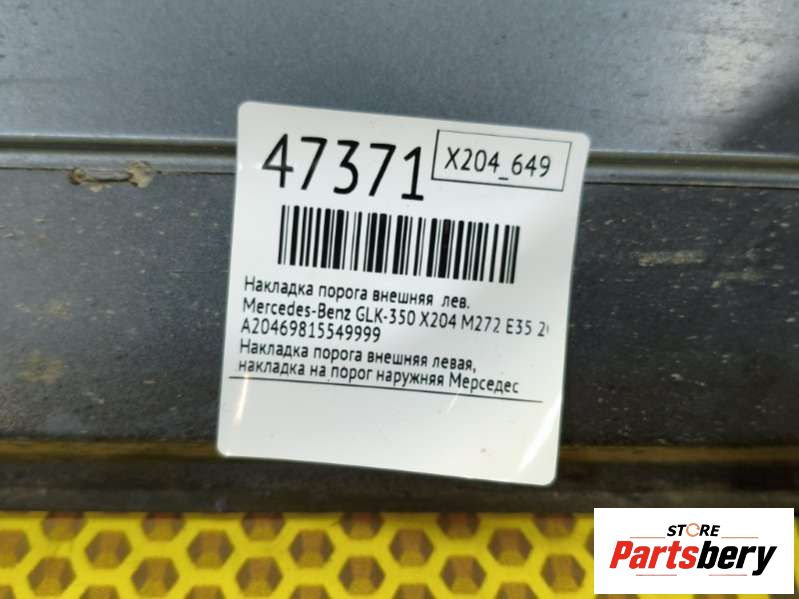 47371
X204_649
Накладка порога внешняя лев.
Mercedes-Benz GLK-350 X204 M272 E35
A20469815549999
Накладка порога внешняя левая,
накладка на порог наружняя Мерседес
STORE
Partsbery